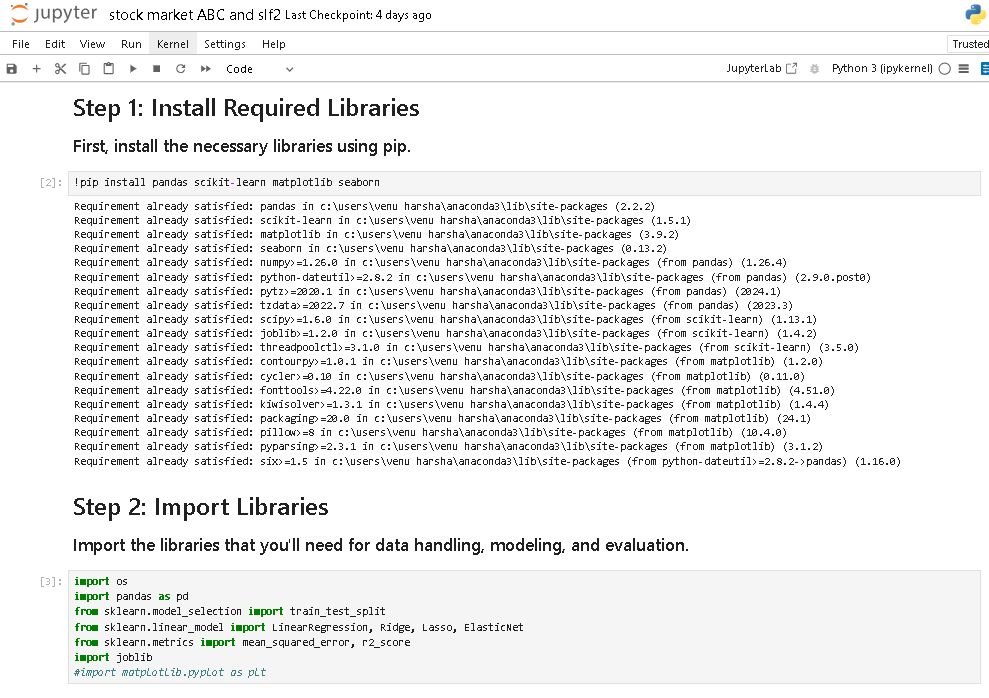 jupyter stock market ABC and slf2 Last Checkpoint: 4 days ago
File Edit View Run Kernel Settings Help
Trusted
Code
JupyterLab
Python 3 (ipykernel)
Step 1: Install Required Libraries
First, install the necessary libraries using pip.
[2]: !pip install pandas scikit-learn matplotlib seaborn
Requirement already satisfied: pandas in c:\users\venu harsha\anaconda3\lib\site-packages (2.2.2)
Requirement already satisfied: scikit-learn in c:\users\venu harsha\anaconda3\lib\site-packages (1.5.1)
Requirement already satisfied: matplotlib in c:\users\venu harsha\anaconda3\lib\site-packages (3.9.2)
Requirement already satisfied: seaborn in c:\users\venu harsha\anaconda3\lib\site-packages (0.13.2)
Requirement already satisfied: numpy>=1.26.0 in c:\users\venu harsha\anaconda3\lib\site-packages (from pandas) (1.26.4)
Requirement already satisfied: python-dateutil>=2.8.2 in c:\users\venu harsha\anaconda3\lib\site-packages (from pandas) (2.9.0.post0)
Requirement already satisfied: pytz>=2020.1 in c:\users\venu harsha\anaconda3\lib\site-packages (from pandas) (2024.1)
Requirement already satisfied: tzdata>=2022.7 in c:\users\venu harsha\anaconda3\lib\site-packages (from pandas) (2023.3)
Requirement already satisfied: scipy>=1.6.0 in c:\users\venu harsha\anaconda3\lib\site-packages (from scikit-learn) (1.13.1)
Requirement already satisfied: joblib>=1.2.0 in c:\users\venu harsha\anaconda3\lib\site-packages (from scikit-learn) (1.4.2)
Requirement already satisfied: threadpoolctl>=3.1.0 in c:\users\venu harsha\anaconda3\lib\site-packages (from scikit-learn) (3.5.0)
Requirement already satisfied: contourpy>=1.0.1 in c:\users\venu harsha\anaconda3\lib\site-packages (from matplotlib) (1.2.0)
Requirement already satisfied: cycler>=0.10 in c:\users\venu harsha\anaconda3\lib\site-packages (from matplotlib) (0.11.0)
Requirement already satisfied: fonttools>=4.22.0 in c:\users\venu harsha\anaconda3\lib\site-packages (from matplotlib) (4.51.0)
Requirement already satisfied: kiwisolver>=1.3.1 in c:\users\venu harsha\anaconda3\lib\site-packages (from matplotlib) (1.4.4)
Requirement already satisfied: packaging>=20.0 in c:\users\venu harsha\anaconda3\lib\site-packages (from matplotlib) (24.1)
Requirement already satisfied: pillow>=8 in c:\users\venu harsha\anaconda3\lib\site-packages (from matplotlib) (10.4.0)
Requirement already satisfied: pyparsing>=2.3.1 in c:\users\venu harsha\anaconda3\lib\site-packages (from matplotlib) (3.1.2)
Requirement already satisfied: six>=1.5 in c:\users\venu harsha\anaconda3\lib\site-packages (from python-dateutil>=2.8.2->pandas) (1.16.0)
Step 2: Import Libraries
Import the libraries that you'll need for data handling, modeling, and evaluation.
[3]: import os
import pandas as pd
from sklearn.model_selection import train_test_split
from sklearn.linear_model import LinearRegression, Ridge, Lasso, ElasticNet
from sklearn.metrics import mean_squared_error, r2_score
import joblib
#import matplotlib.pyplot as plt